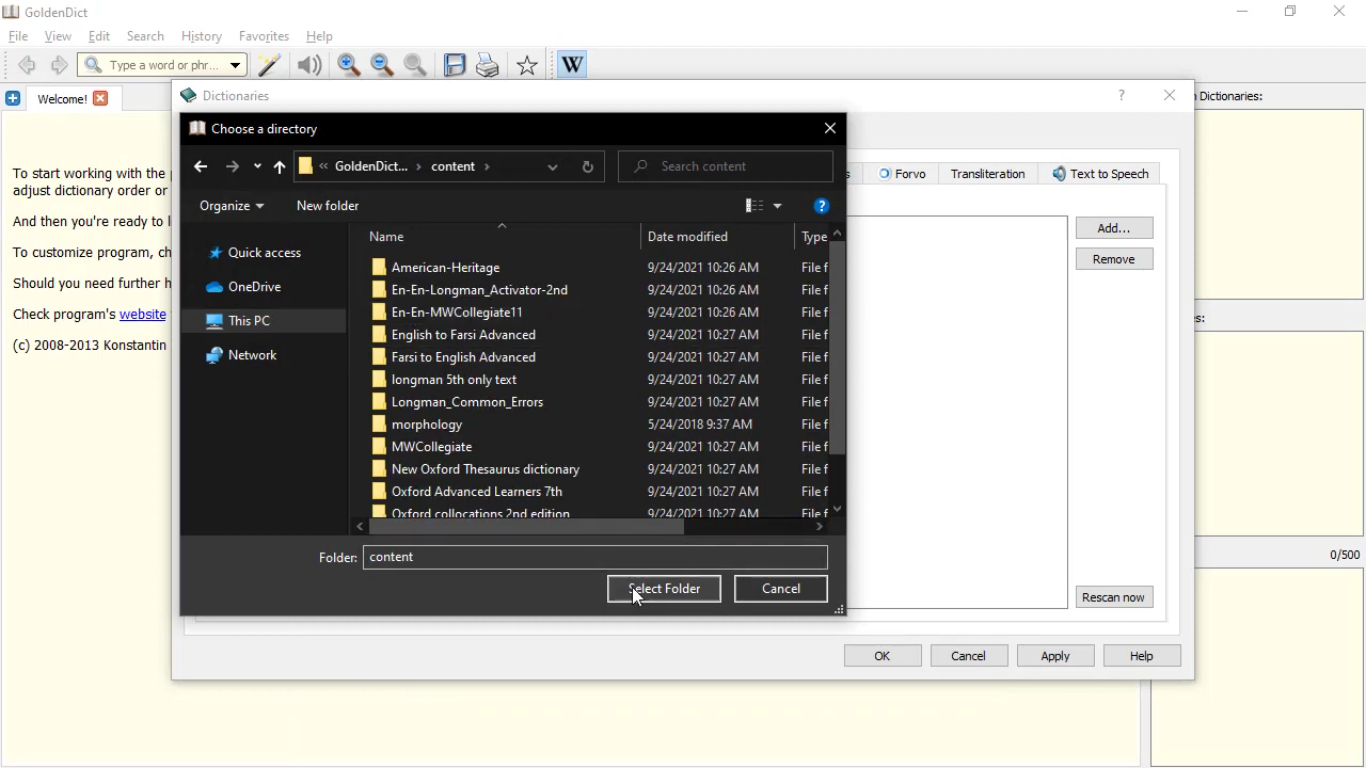 GoldenDict
File View Edit Search History Favorites Help
Type a word or phr...
W
Welcome!
Dictionaries
?
Dictionaries:
To start working with the
adjust dictionary order or
And then you're ready to
To customize program,
Should you need further
Check program's website
(c) 2008-2013 Konstantin
Choose a directory
« GoldenDict... › content ›
Search content
Organize
New folder
?
Quick access
OneDrive
This PC
Network
Name Date modified Type
American-Heritage 9/24/2021 10:26 AM File f
En-En-Longman_Activator-2nd 9/24/2021 10:26 AM File f
En-En-MWCollegiate11 9/24/2021 10:26 AM File f
English to Farsi Advanced 9/24/2021 10:27 AM File f
Farsi to English Advanced 9/24/2021 10:27 AM File f
longman 5th only text 9/24/2021 10:27 AM File f
Longman_Common_Errors 9/24/2021 10:27 AM File f
morphology 5/24/2018 9:37 AM File f
MWCollegiate 9/24/2021 10:27 AM File f
New Oxford Thesaurus dictionary 9/24/2021 10:27 AM File f
Oxford Advanced Learners 7th 9/24/2021 10:27 AM File f
Oxford collocations 2nd edition 9/24/2021 10:27 AM File f
Folder: content
Select Folder
Cancel
s Forvo Transliteration Text to Speech
Add...
Remove
Rescan now
OK Cancel Apply Help
s:
0/500